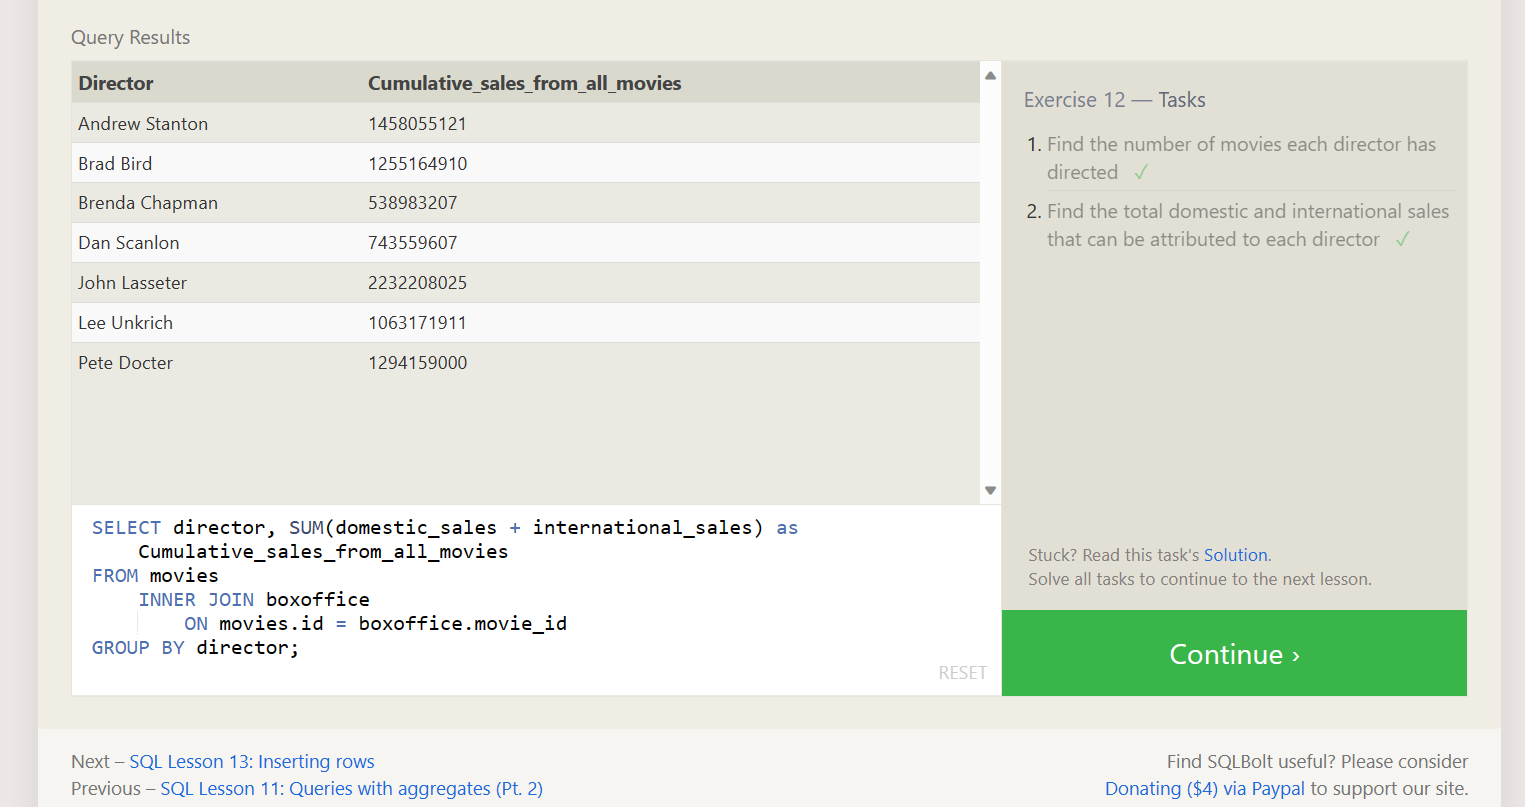 Query Results
Director Cumulative_sales_from_all_movies
Andrew Stanton 1458055121
Brad Bird 1255164910
Brenda Chapman 538983207
Dan Scanlon 743559607
John Lasseter 2232208025
Lee Unkrich 1063171911
Pete Docter 1294159000
SELECT director, SUM(domestic_sales + international_sales) as
Cumulative_sales_from_all_movies
FROM movies
INNER JOIN boxoffice
ON movies.id = boxoffice.movie_id
GROUP BY director;
RESET
Exercise 12 — Tasks
1. Find the number of movies each director has
directed ✓
2. Find the total domestic and international sales
that can be attributed to each director ✓
Stuck? Read this task's Solution.
Solve all tasks to continue to the next lesson.
Continue ›
Next – SQL Lesson 13: Inserting rows
Previous – SQL Lesson 11: Queries with aggregates (Pt. 2)
Find SQLBolt useful? Please consider
Donating ($4) via Paypal to support our site.